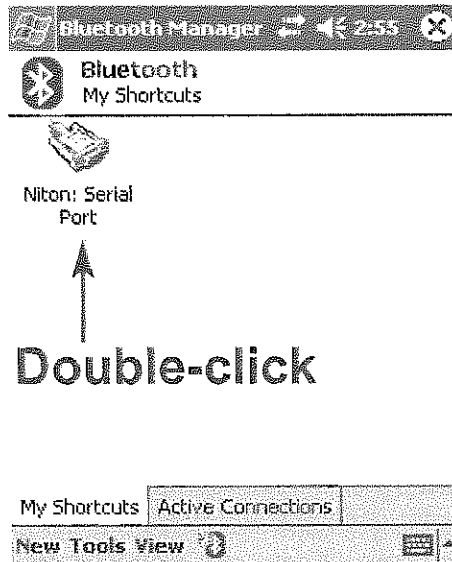 Bluetooth Manager 2:55
Bluetooth
My Shortcuts
Niton: Serial
Port
Double-click
My Shortcuts Active Connections
New Tools View